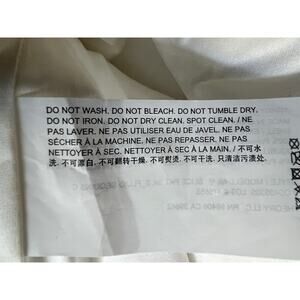 DO NOT WASH. DO NOT BLEACH. DO NOT TUMBLE DRY.
DO NOT IRON. DO NOT DRY CLEAN. SPOT CLEAN. / NE
PAS LAVER. NE PAS UTILISER EAU DE JAVEL. NE PAS
SÉCHER À LA MACHINE. NE PAS REPASSER. NE PAS
NETTOYER À SEC. NETTOYER À SEC. / 不可水
洗. 不可漂白. 不可翻转干燥. 不可熨烫. 不可干洗. 只清洁污渍处.